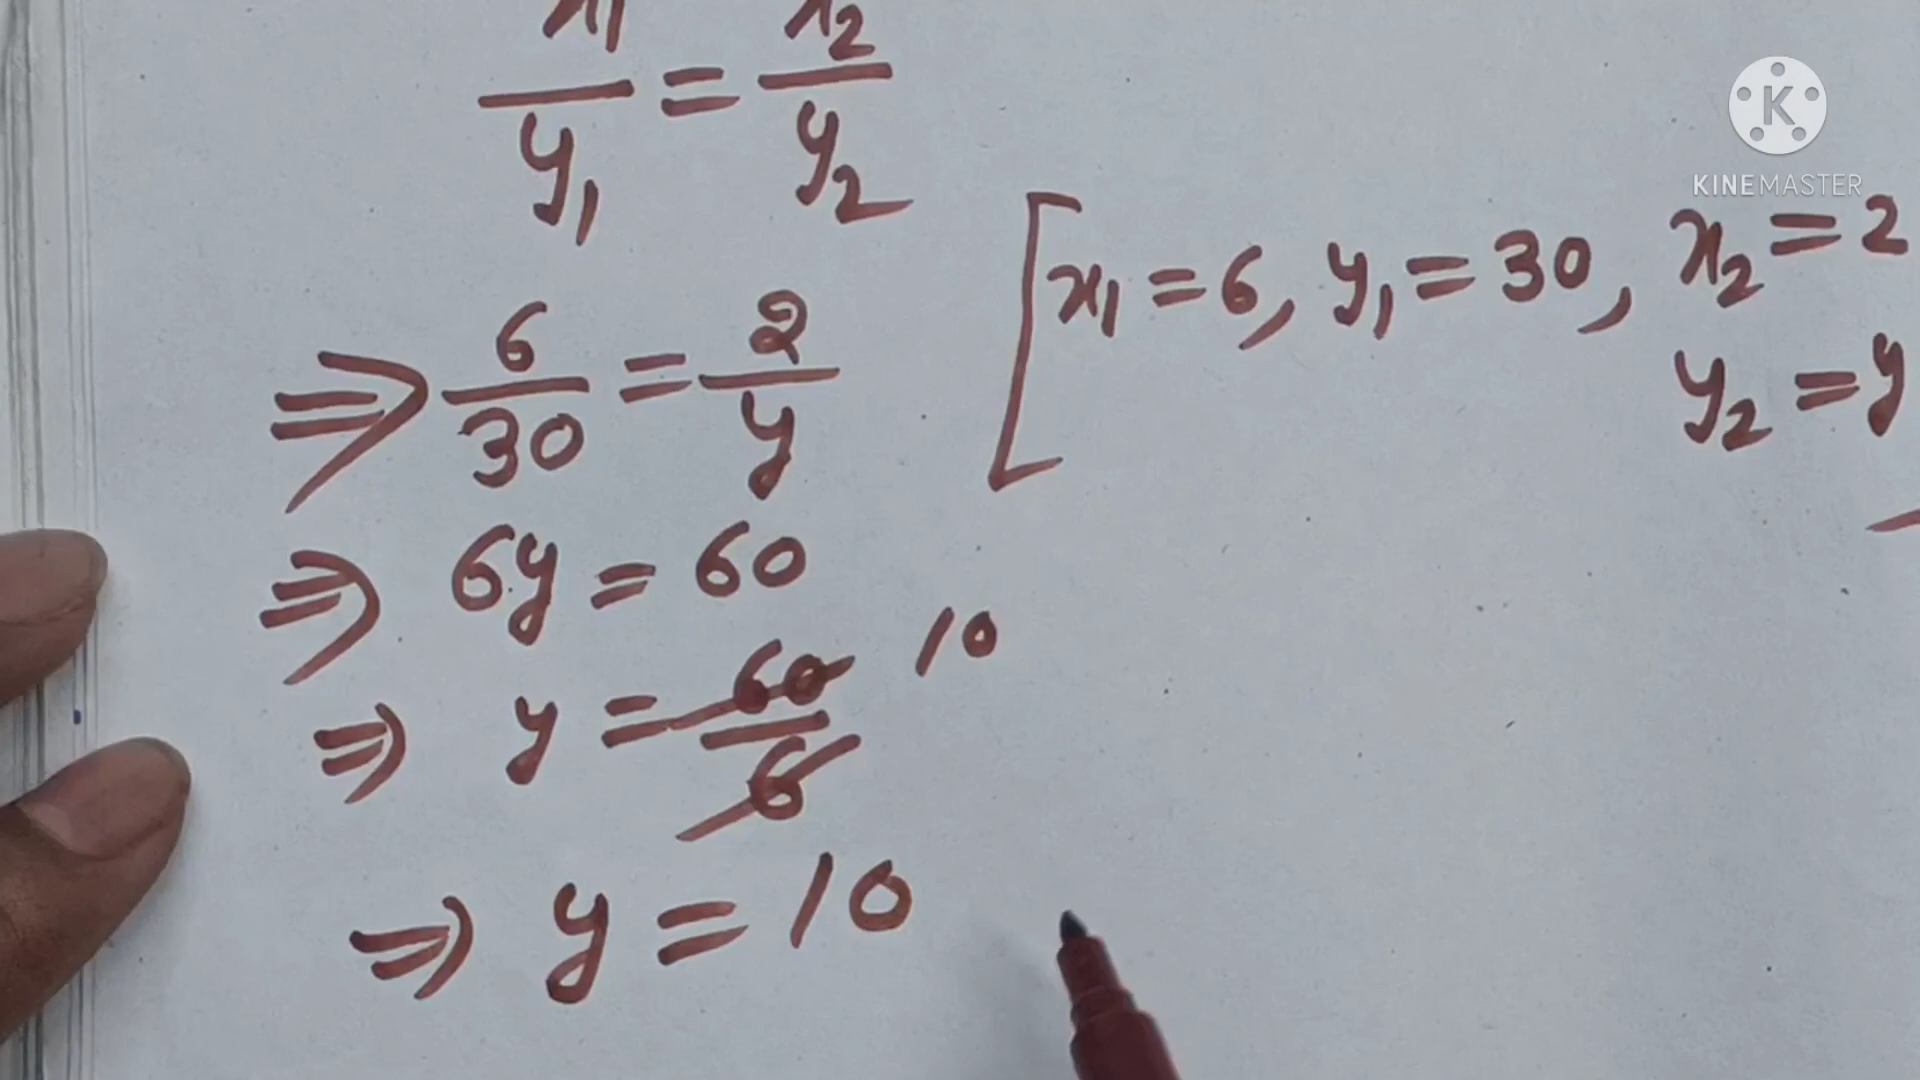 x₁/y₁ = x₂/y₂
K
KINEMASTER
[x₁ = 6, y₁ = 30, x₂ = 2
y₂ = y
⇒ 6/30 = 2/y
⇒ 6y = 60
⇒ y = 60/6 10
⇒ y = 10